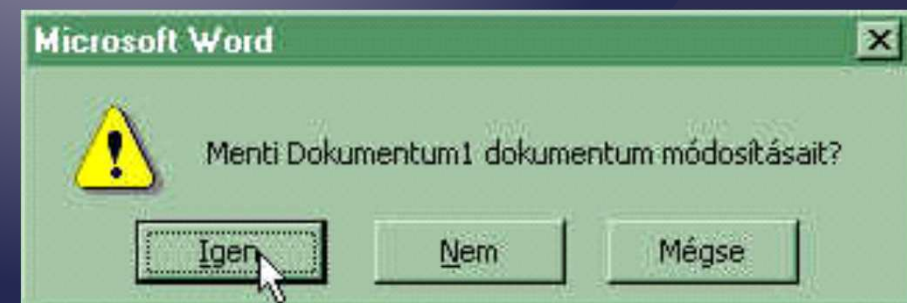 Microsoft Word
Menti Dokumentum1 dokumentum módosításait?
Igen
Nem
Mégse